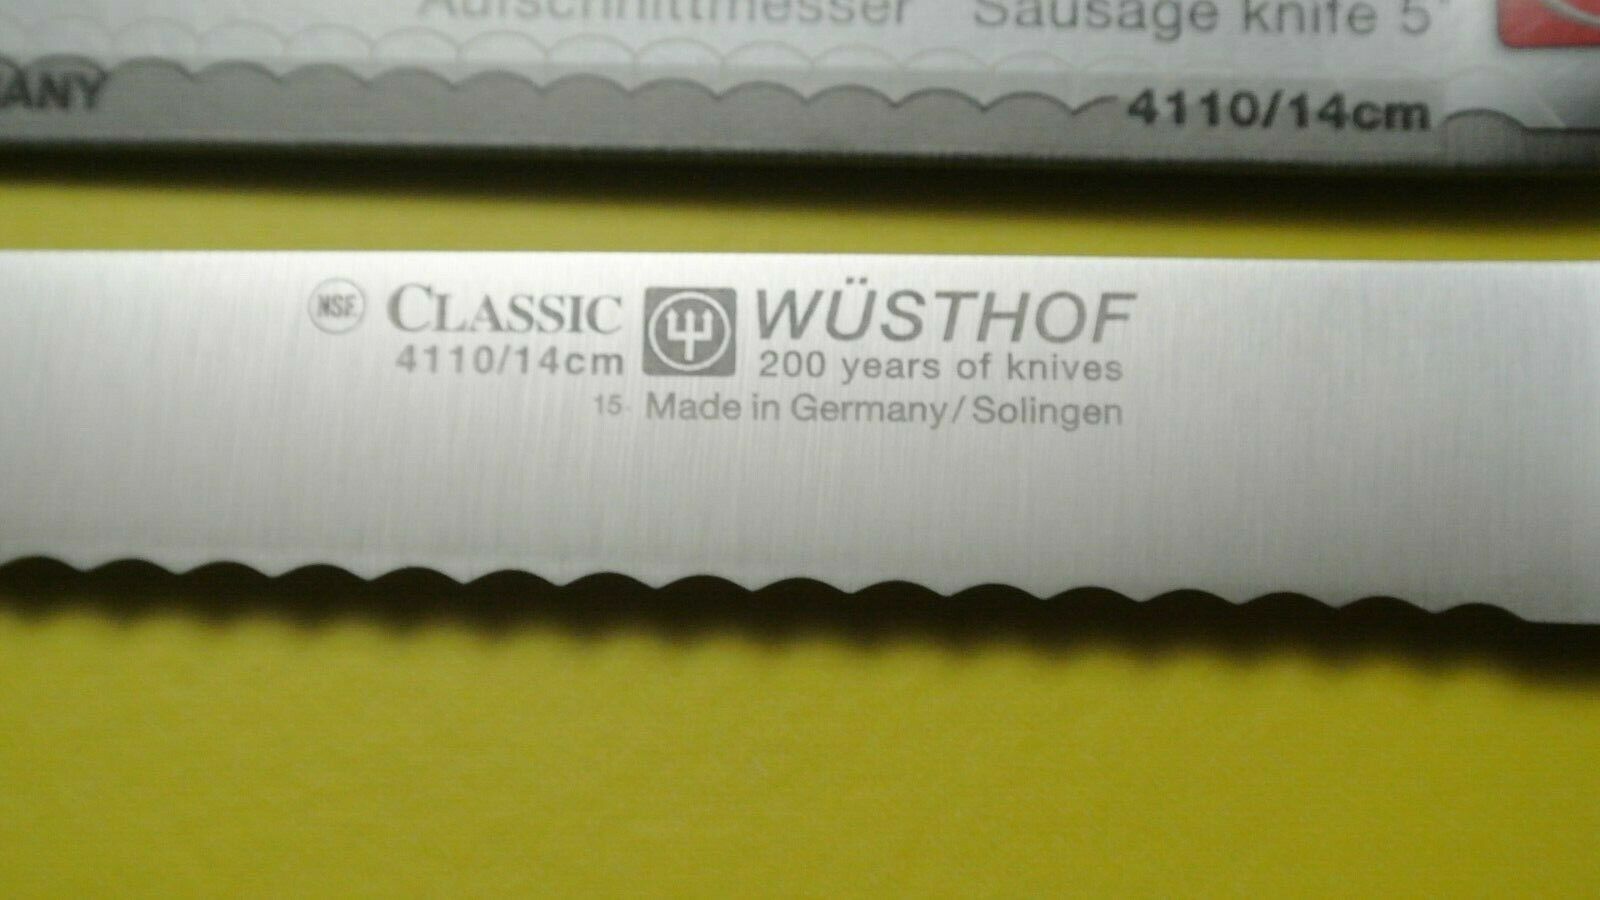 Aufschnittmesser Sausage knife 5"
ANY
4110/14cm
NSF. CLASSIC WÜSTHOF
4110/14cm 200 years of knives
15. Made in Germany/Solingen